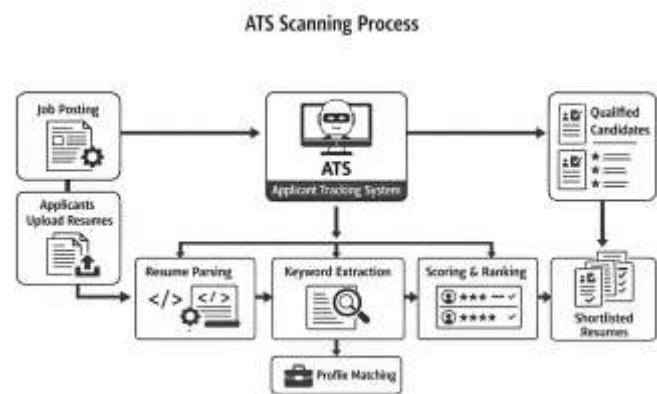 ATS Scanning Process
Job Posting
ATS
Applicant Tracking System
Qualified
Candidates
Applicants
Upload Resumes
Resume Parsing
</>
</>
Keyword Extraction
Scoring & Ranking
Shortlisted
Resumes
Profile Matching